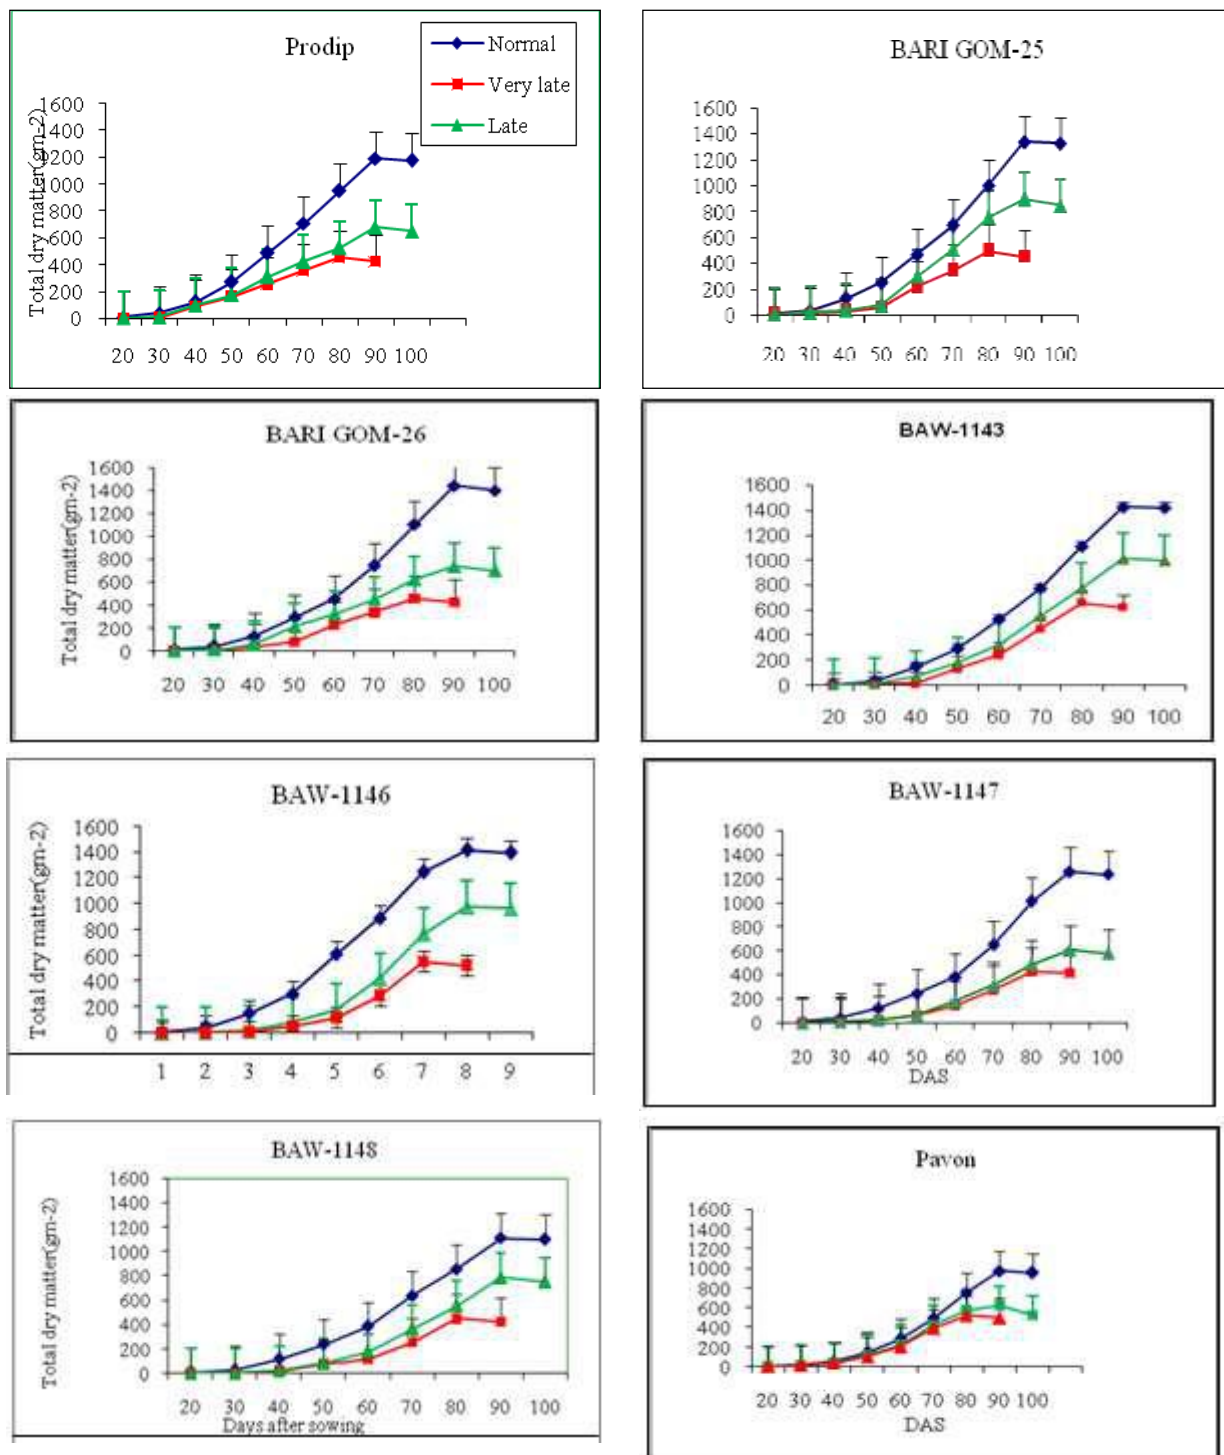 Prodip
Normal
Very late
Late
Total dry matter(gm-2)
1600
1400
1200
1000
800
600
400
200
0
20 30 40 50 60 70 80 90 100
BARI GOM-25
1600
1400
1200
1000
800
600
400
200
0
20 30 40 50 60 70 80 90 100
BARI GOM-26
Total dry matter(gm-2)
1600
1400
1200
1000
800
600
400
200
0
20 30 40 50 60 70 80 90 100
BAW-1143
1600
1400
1200
1000
800
600
400
200
0
20 30 40 50 60 70 80 90 100
BAW-1146
Total dry matter(gm-2)
1600
1400
1200
1000
800
600
400
200
0
1 2 3 4 5 6 7 8 9
BAW-1147
1600
1400
1200
1000
800
600
400
200
0
20 30 40 50 60 70 80 90 100
DAS
BAW-1148
Total dry matter(gm-2)
1600
1400
1200
1000
800
600
400
200
0
20 30 40 50 60 70 80 90 100
Days after sowing
Pavon
1600
1400
1200
1000
800
600
400
200
0
20 30 40 50 60 70 80 90 100
DAS